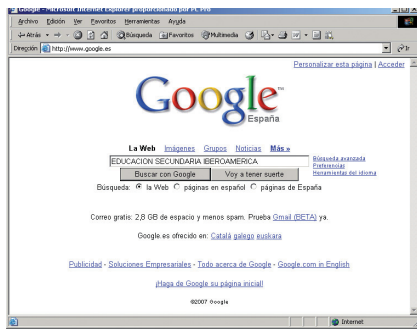 Google - Microsoft Internet Explorer proporcionado por PC Pro
Archivo Edición Ver Favoritos Herramientas Ayuda
Atrás Búsqueda Favoritos Multimedia
Dirección http://www.google.es Ir
Personalizar esta página | Acceder
Google™
España
La Web Imágenes Grupos Noticias Más »
EDUCACION SECUNDARIA IBEROAMERICA
Búsqueda avanzada
Preferencias
Herramientas del idioma
Buscar con Google Voy a tener suerte
Búsqueda: la Web páginas en español páginas de España
Correo gratis: 2,8 GB de espacio y menos spam. Prueba Gmail (BETA) ya.
Google.es ofrecido en: Català galego euskara
Publicidad - Soluciones Empresariales - Todo acerca de Google - Google.com in English
¡Haga de Google su página inicial!
©2007 Google
Internet